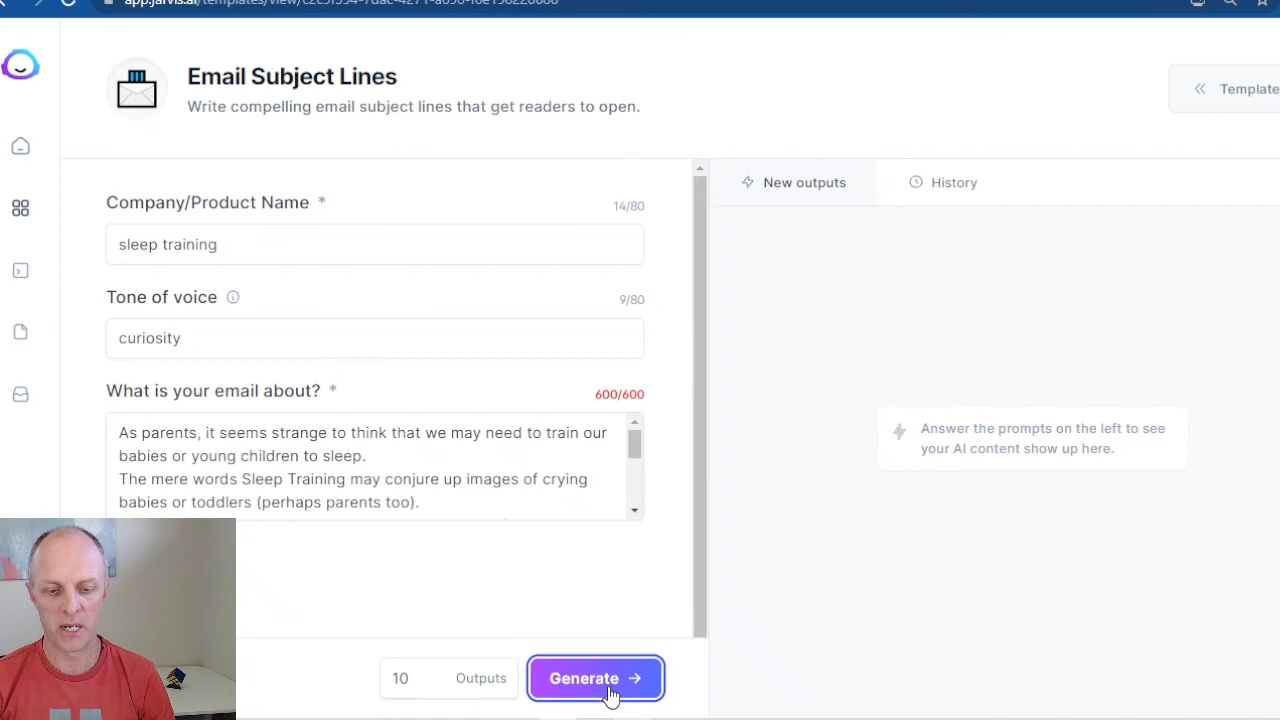 Email Subject Lines
Write compelling email subject lines that get readers to open.
Template
Company/Product Name *
14/80
sleep training
Tone of voice
9/80
curiosity
What is your email about? *
600/600
As parents, it seems strange to think that we may need to train our
babies or young children to sleep.
The mere words Sleep Training may conjure up images of crying
babies or toddlers (perhaps parents too).
10 Outputs
Generate →
New outputs
History
Answer the prompts on the left to see
your AI content show up here.